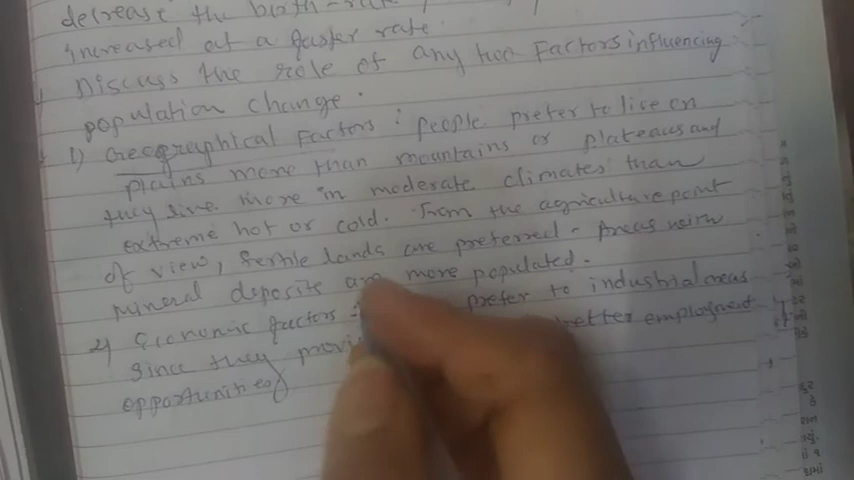 decrease the birth-rate,
increased at a faster rate.
Discuss the role of any two Factors influencing
population change.
1) Geographical Factors: people prefer to live on
plains more than mountains or plateaus and
they live more in moderate climates than
extreme hot or cold. From the agriculture point
of view, fertile lands are preferred - Areas with
mineral deposits are more populated.
2) Economic factors prefer to industrial areas
since they better employment
opportunities